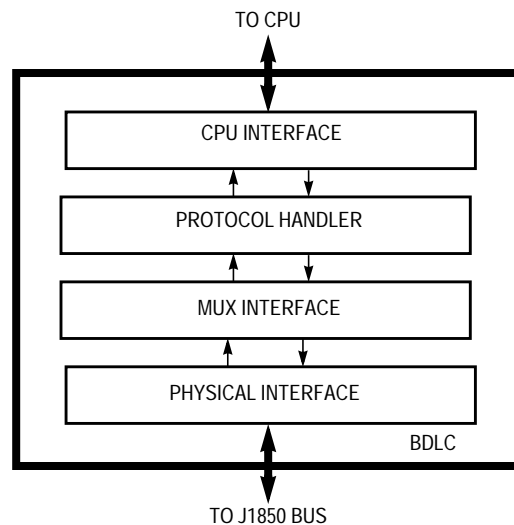 TO CPU
CPU INTERFACE
PROTOCOL HANDLER
MUX INTERFACE
PHYSICAL INTERFACE
BDLC
TO J1850 BUS